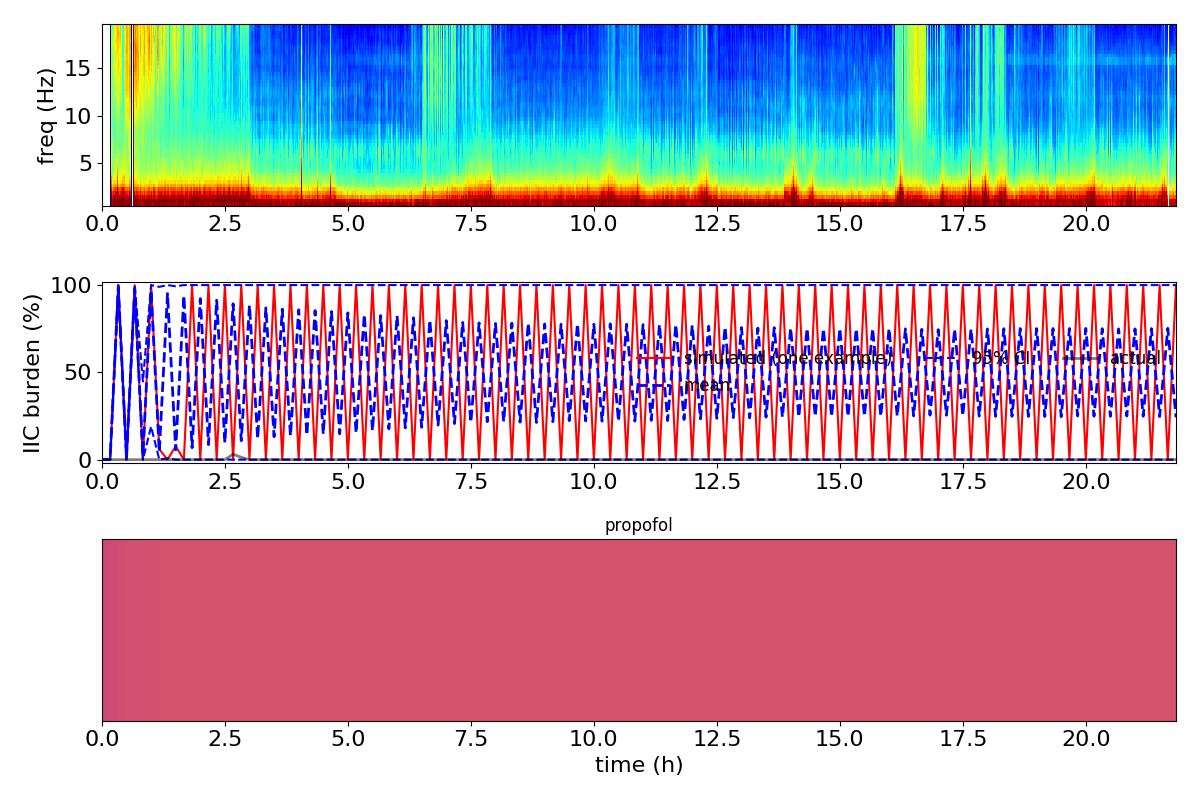 freq (Hz)
15
10
5
0.0 2.5 5.0 7.5 10.0 12.5 15.0 17.5 20.0
IIC burden (%)
100
50
0
simulated (one example) 95% CI actual
mean
0.0 2.5 5.0 7.5 10.0 12.5 15.0 17.5 20.0
propofol
0.0 2.5 5.0 7.5 10.0 12.5 15.0 17.5 20.0
time (h)